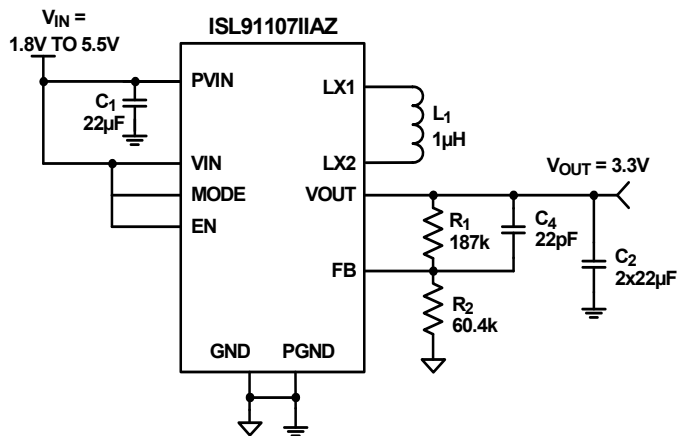 V_IN =
1.8V TO 5.5V
ISL91107IIAZ
PVIN
LX1
C1
22µF
L1
1µH
VIN
LX2
V_OUT = 3.3V
MODE
VOUT
EN
R1
187k
C4
22pF
FB
C2
2x22µF
R2
60.4k
GND
PGND